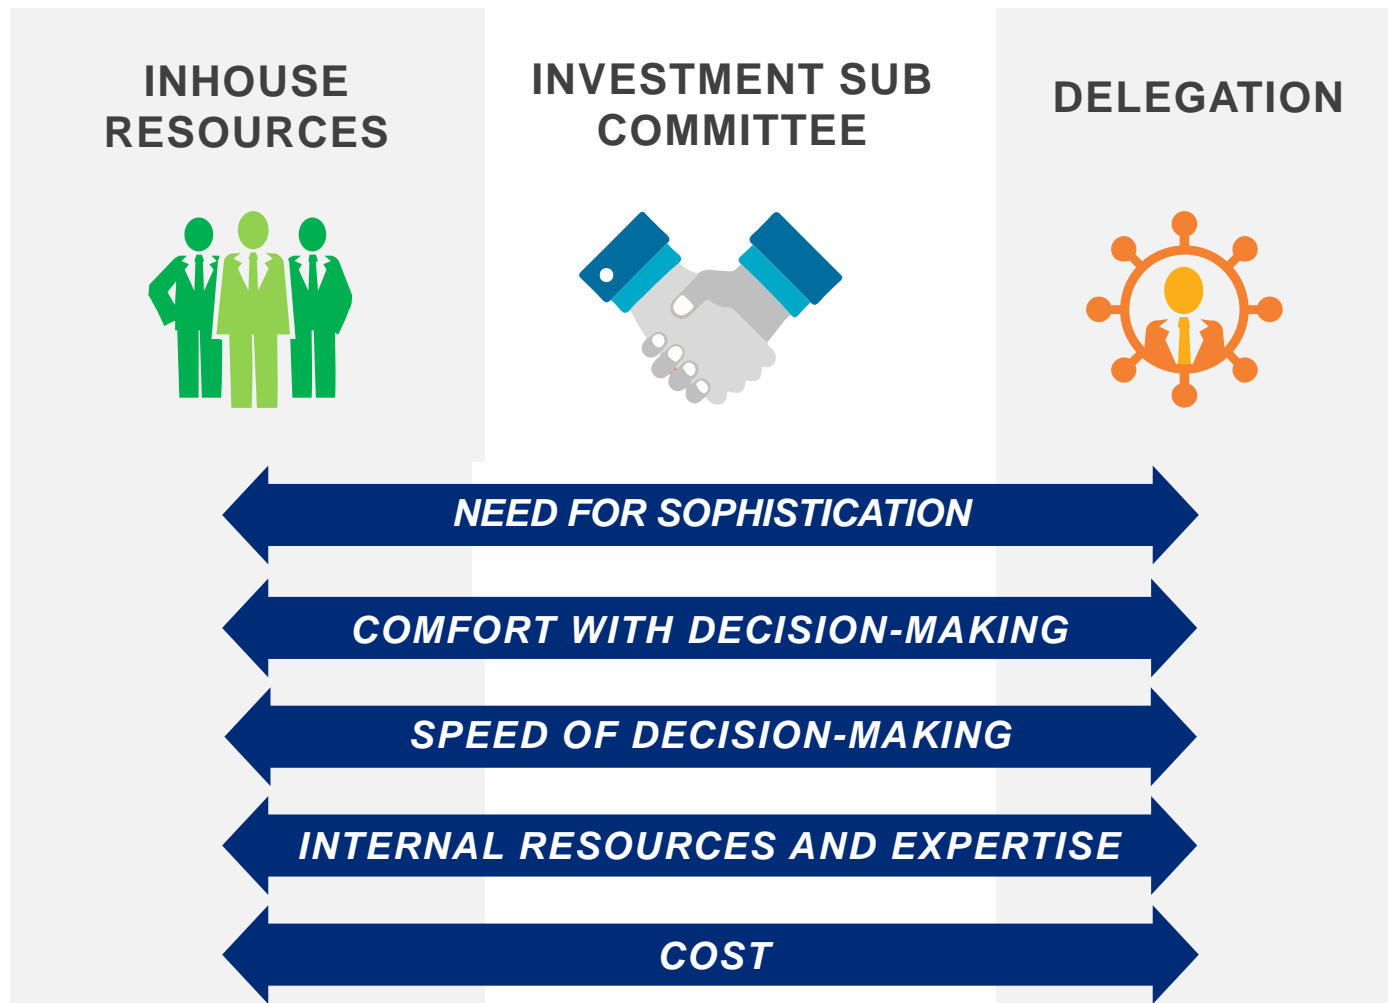 INHOUSE
RESOURCES
INVESTMENT SUB
COMMITTEE
DELEGATION
NEED FOR SOPHISTICATION
COMFORT WITH DECISION-MAKING
SPEED OF DECISION-MAKING
INTERNAL RESOURCES AND EXPERTISE
COST